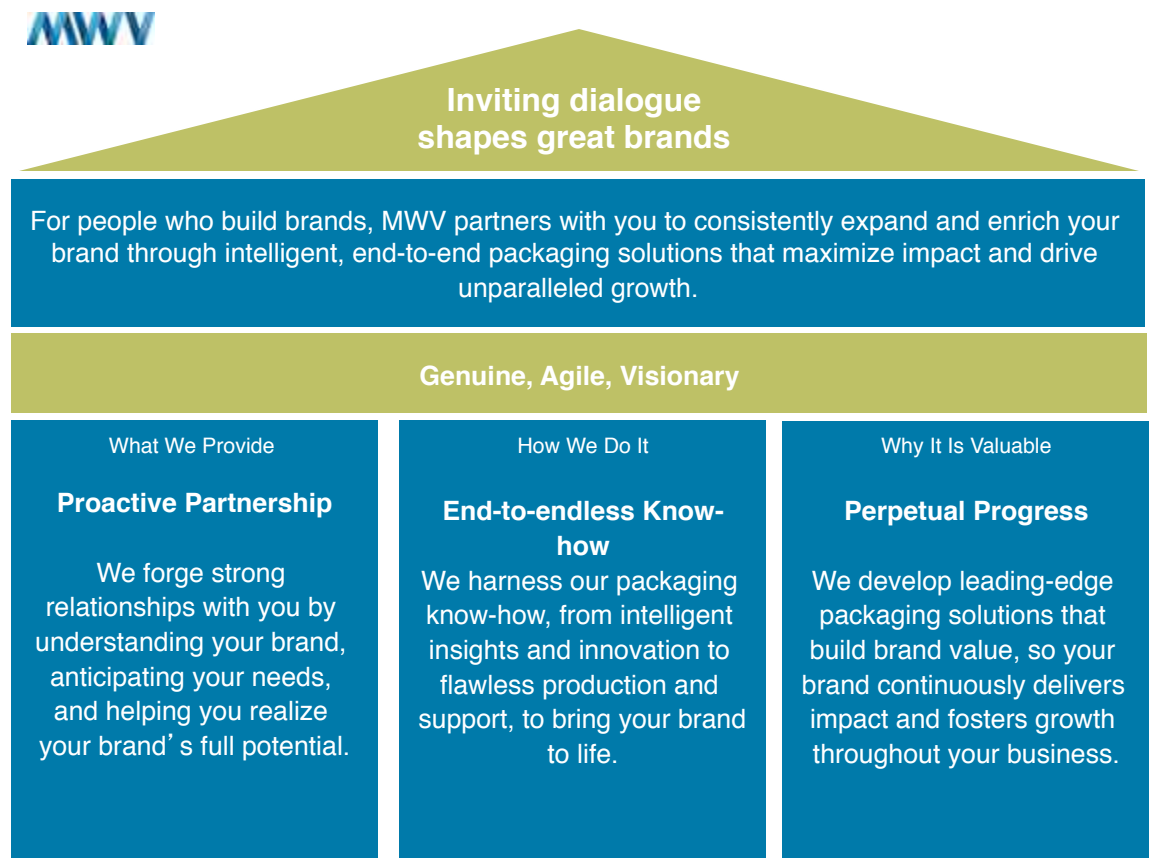 MWV
Inviting dialogue
shapes great brands
For people who build brands, MWV partners with you to consistently expand and enrich your
brand through intelligent, end-to-end packaging solutions that maximize impact and drive
unparalleled growth.
Genuine, Agile, Visionary
What We Provide
Proactive Partnership
We forge strong
relationships with you by
understanding your brand,
anticipating your needs,
and helping you realize
your brand’s full potential.
How We Do It
End-to-endless Know-
how
We harness our packaging
know-how, from intelligent
insights and innovation to
flawless production and
support, to bring your brand
to life.
Why It Is Valuable
Perpetual Progress
We develop leading-edge
packaging solutions that
build brand value, so your
brand continuously delivers
impact and fosters growth
throughout your business.